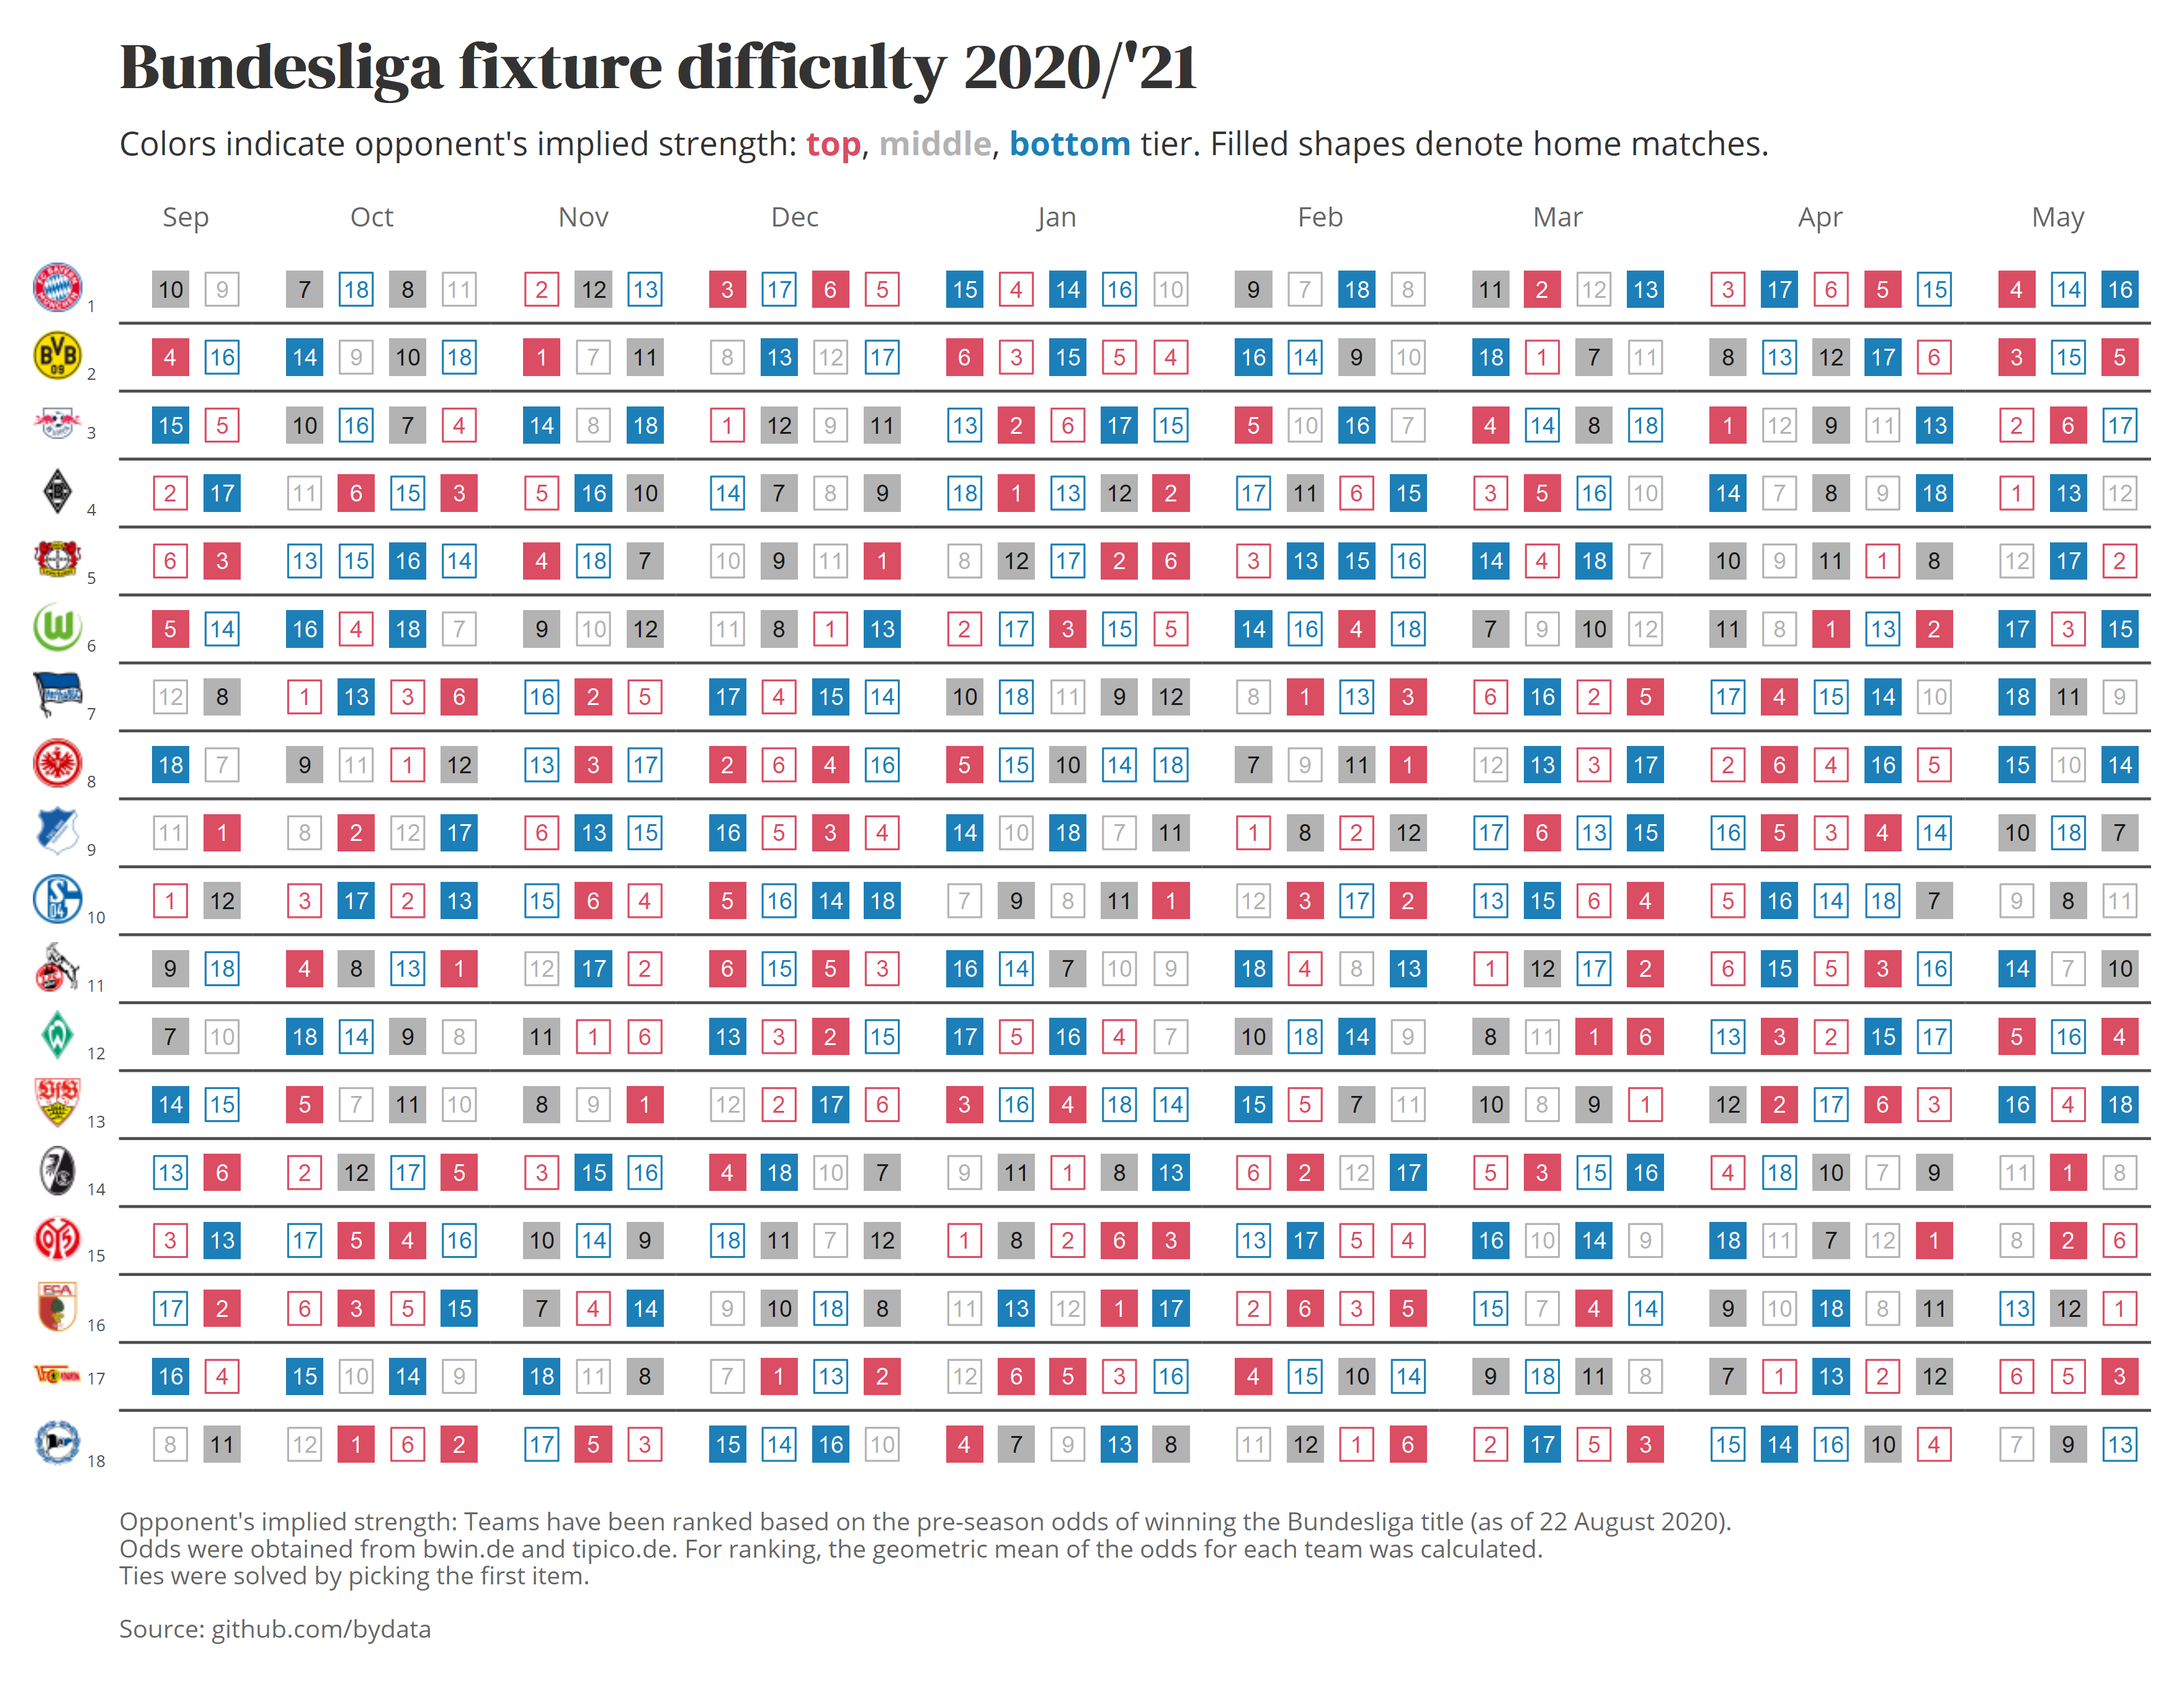 Bundesliga fixture difficulty 2020/'21
Colors indicate opponent's implied strength: top, middle, bottom tier. Filled shapes denote home matches.
Sep Oct Nov Dec Jan Feb Mar Apr May
1 10 9 7 18 8 11 2 12 13 3 17 6 5 15 4 14 16 10 9 7 18 8 11 2 12 13 3 17 6 5 15 4 14 16
BVB 09 2 4 16 14 9 10 18 1 7 11 8 13 12 17 6 3 15 5 4 16 14 9 10 18 1 7 11 8 13 12 17 6 3 15 5
3 15 5 10 16 7 4 14 8 18 1 12 9 11 13 2 6 17 15 5 10 16 7 4 14 8 18 1 12 9 11 13 2 6 17
4 2 17 11 6 15 3 5 16 10 14 7 8 9 18 1 13 12 2 17 11 6 15 3 5 16 10 14 7 8 9 18 1 13 12
5 6 3 13 15 16 14 4 18 7 10 9 11 1 8 12 17 2 6 3 13 15 16 14 4 18 7 10 9 11 1 8 12 17 2
6 5 14 16 4 18 7 9 10 12 11 8 1 13 2 17 3 15 5 14 16 4 18 7 9 10 12 11 8 1 13 2 17 3 15
7 12 8 1 13 3 6 16 2 5 17 4 15 14 10 18 11 9 12 8 1 13 3 6 16 2 5 17 4 15 14 10 18 11 9
8 18 7 9 11 1 12 13 3 17 2 6 4 16 5 15 10 14 18 7 9 11 1 12 13 3 17 2 6 4 16 5 15 10 14
9 11 1 8 2 12 17 6 13 15 16 5 3 4 14 10 18 7 11 1 8 2 12 17 6 13 15 16 5 3 4 14 10 18 7
S 04 10 1 12 3 17 2 13 15 6 4 5 16 14 18 7 9 8 11 1 12 3 17 2 13 15 6 4 5 16 14 18 7 9 8 11
11 9 18 4 8 13 1 12 17 2 6 15 5 3 16 14 7 10 9 18 4 8 13 1 12 17 2 6 15 5 3 16 14 7 10
12 7 10 18 14 9 8 11 1 6 13 3 2 15 17 5 16 4 7 10 18 14 9 8 11 1 6 13 3 2 15 17 5 16 4
13 14 15 5 7 11 10 8 9 1 12 2 17 6 3 16 4 18 14 15 5 7 11 10 8 9 1 12 2 17 6 3 16 4 18
14 13 6 2 12 17 5 3 15 16 4 18 10 7 9 11 1 8 13 6 2 12 17 5 3 15 16 4 18 10 7 9 11 1 8
15 3 13 17 5 4 16 10 14 9 18 11 7 12 1 8 2 6 3 13 17 5 4 16 10 14 9 18 11 7 12 1 8 2 6
FCA 16 17 2 6 3 5 15 7 4 14 9 10 18 8 11 13 12 1 17 2 6 3 5 15 7 4 14 9 10 18 8 11 13 12 1
17 16 4 15 10 14 9 18 11 8 7 1 13 2 12 6 5 3 16 4 15 10 14 9 18 11 8 7 1 13 2 12 6 5 3
18 8 11 12 1 6 2 17 5 3 15 14 16 10 4 7 9 13 8 11 12 1 6 2 17 5 3 15 14 16 10 4 7 9 13
Opponent's implied strength: Teams have been ranked based on the pre-season odds of winning the Bundesliga title (as of 22 August 2020).
Odds were obtained from bwin.de and tipico.de. For ranking, the geometric mean of the odds for each team was calculated.
Ties were solved by picking the first item.
Source: github.com/bydata